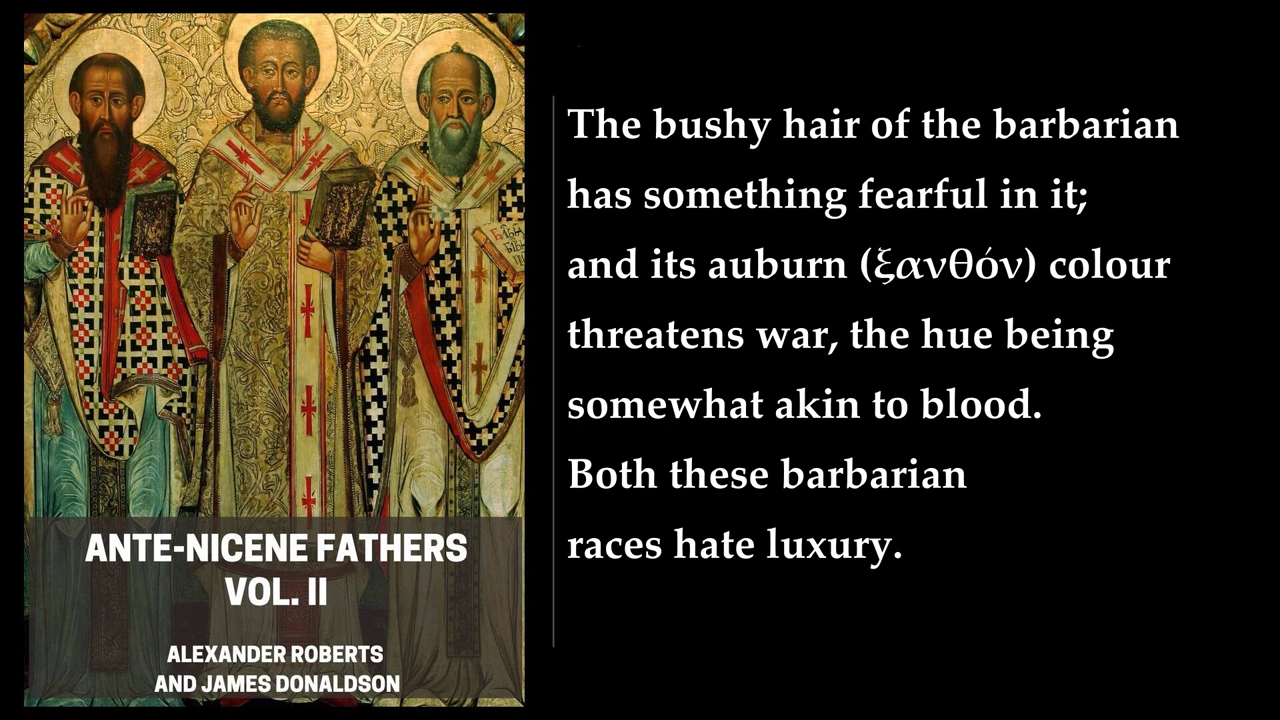 ANTE-NICENE FATHERS
VOL. II
ALEXANDER ROBERTS
AND JAMES DONALDSON
The bushy hair of the barbarian
has something fearful in it;
and its auburn (ξανθόν) colour
threatens war, the hue being
somewhat akin to blood.
Both these barbarian
races hate luxury.